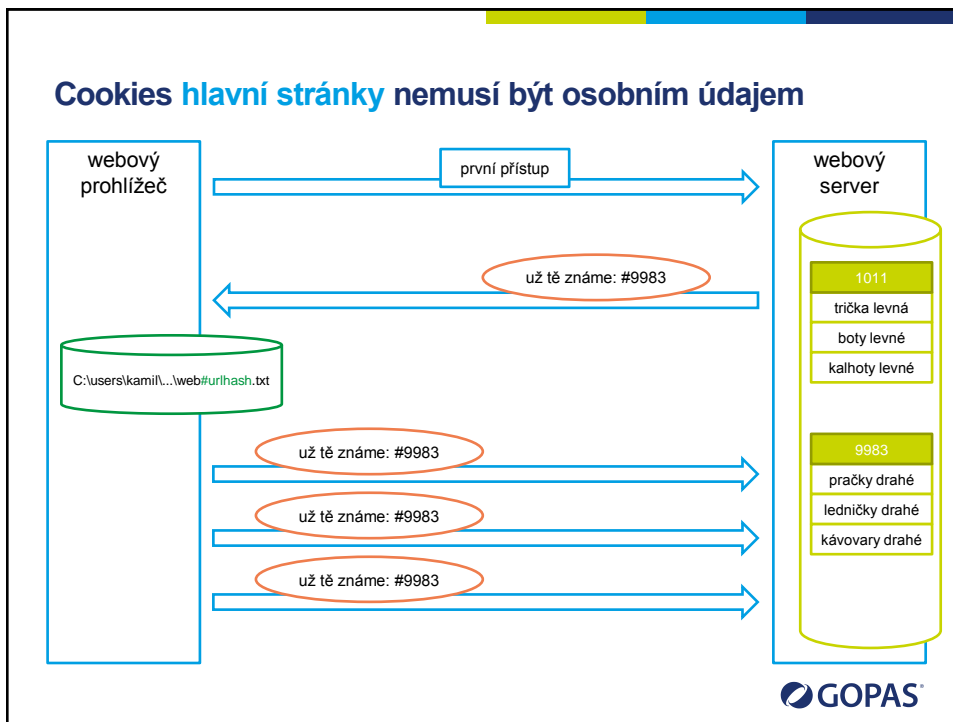 Cookies hlavní stránky nemusí být osobním údajem
webový
prohlížeč
první přístup
webový
server
už tě známe: #9983
1011
trička levná
boty levné
kalhoty levné
C:\users\kamil\...\web#urlhash.txt
už tě známe: #9983
9983
pračky drahé
už tě známe: #9983
ledničky drahé
kávovary drahé
už tě známe: #9983
GOPAS®